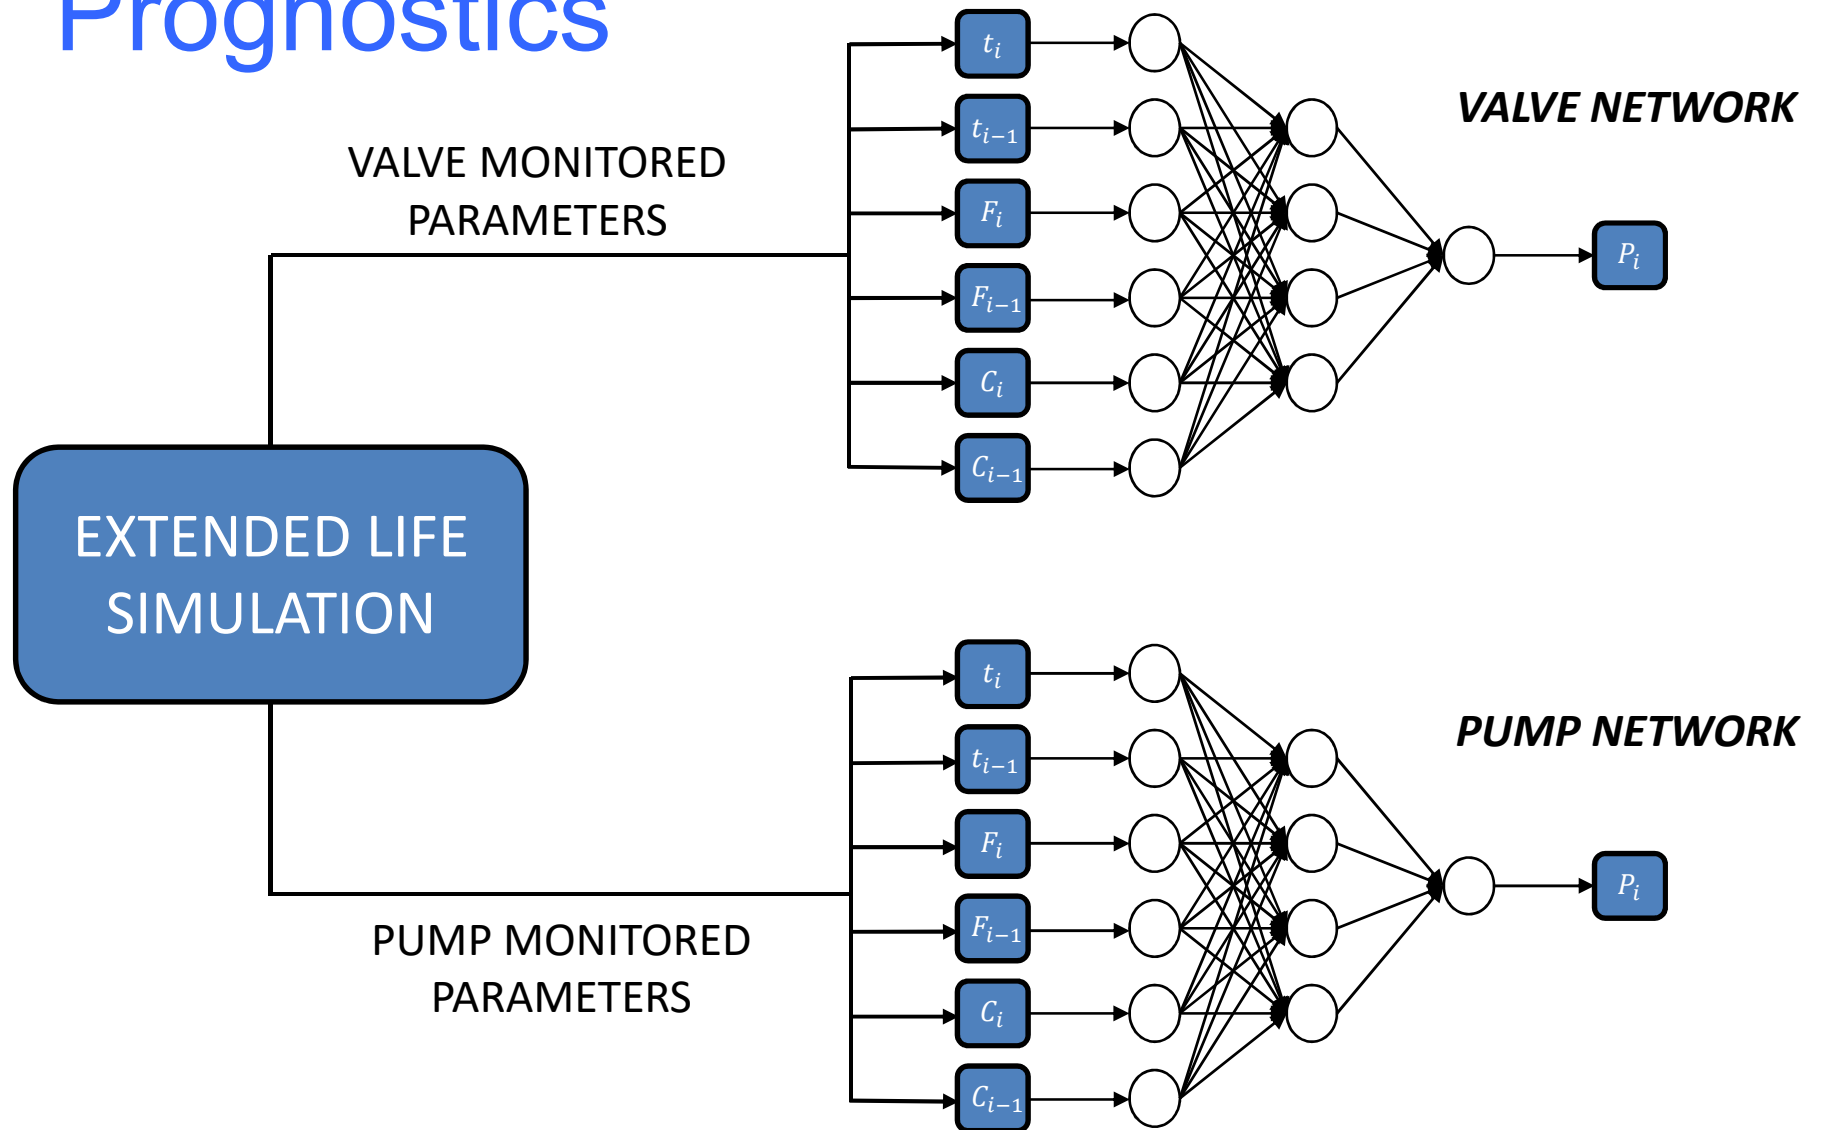 Prognostics
VALVE MONITORED
PARAMETERS
t_i
t_{i-1}
F_i
F_{i-1}
C_i
C_{i-1}
VALVE NETWORK
P_i
EXTENDED LIFE
SIMULATION
PUMP MONITORED
PARAMETERS
t_i
t_{i-1}
F_i
F_{i-1}
C_i
C_{i-1}
PUMP NETWORK
P_i